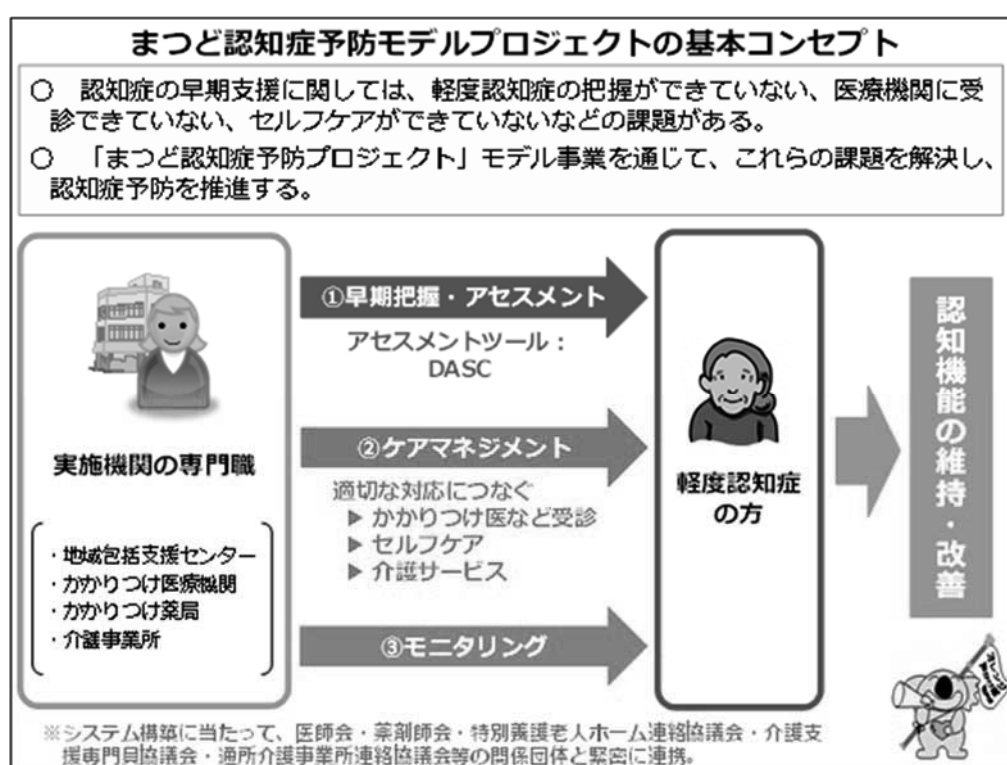 まつど認知症予防モデルプロジェクトの基本コンセプト
○ 認知症の早期支援に関しては、軽度認知症の把握ができていない、医療機関に受
診できていない、セルフケアができていないなどの課題がある。
○ 「まつど認知症予防プロジェクト」モデル事業を通じて、これらの課題を解決し、
認知症予防を推進する。
実施機関の専門職
・地域包括支援センター
・かかりつけ医療機関
・かかりつけ薬局
・介護事業所
①早期把握・アセスメント
アセスメントツール：
DASC
②ケアマネジメント
適切な対応につなぐ
▶ かかりつけ医など受診
▶ セルフケア
▶ 介護サービス
③モニタリング
軽度認知症
の方
認知機能の維持・改善
※システム構築に当たって、医師会・薬剤師会・特別養護老人ホーム連絡協議会・介護支
援専門員協議会・通所介護事業所連絡協議会等の関係団体と緊密に連携。